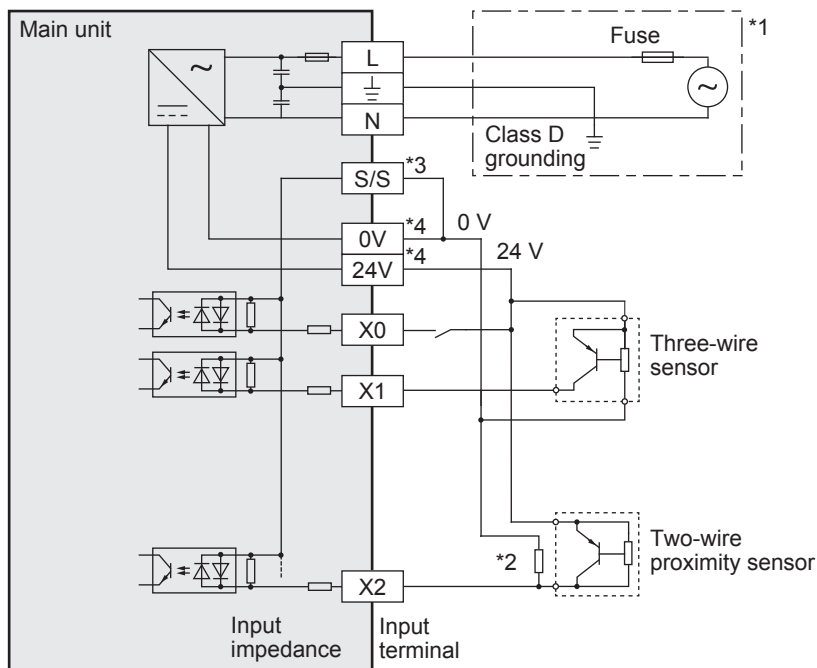 Main unit
L
N
Fuse
*1
Class D
grounding
S/S
*3
0V
*4
0 V
24V
*4
24 V
X0
X1
Three-wire
sensor
X2
*2
Two-wire
proximity sensor
Input
impedance
Input
terminal